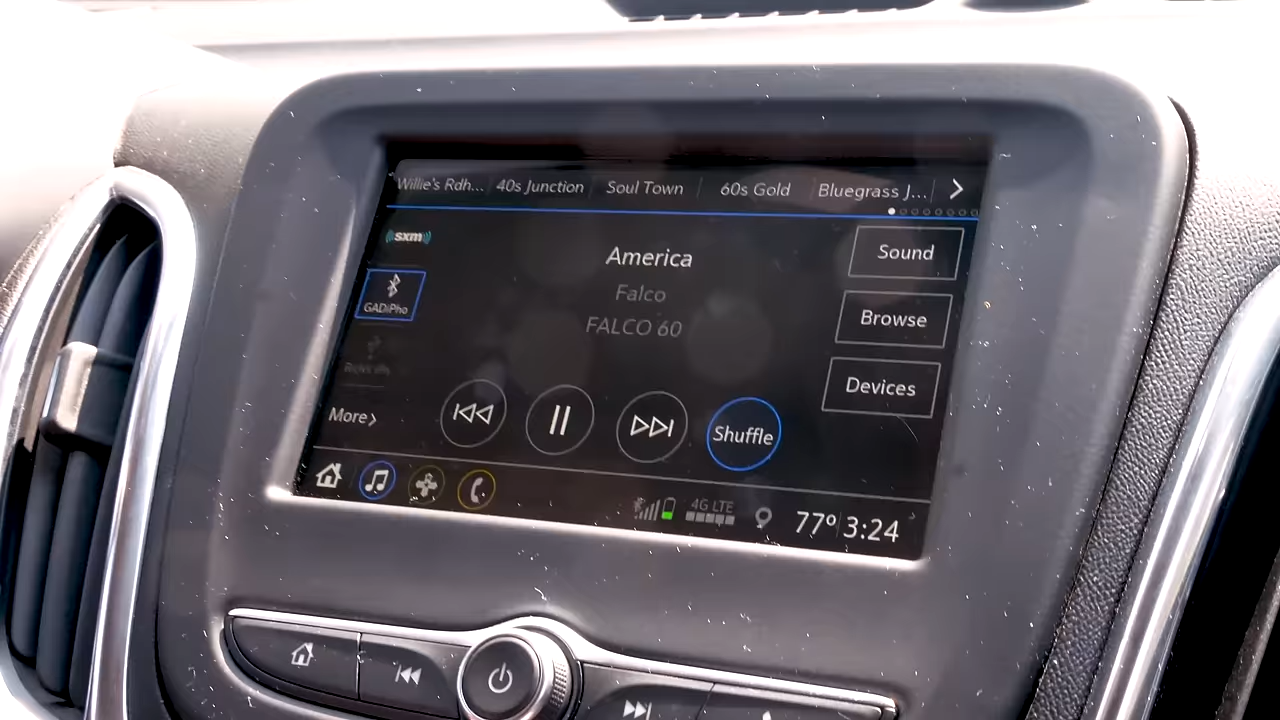 Willie's Rdh... 40s Junction Soul Town 60s Gold Bluegrass J...
((sxm))
America
Sound
GADiPho
Falco
Browse
FALCO 60
Devices
More
Shuffle
4G LTE
77° 3:24